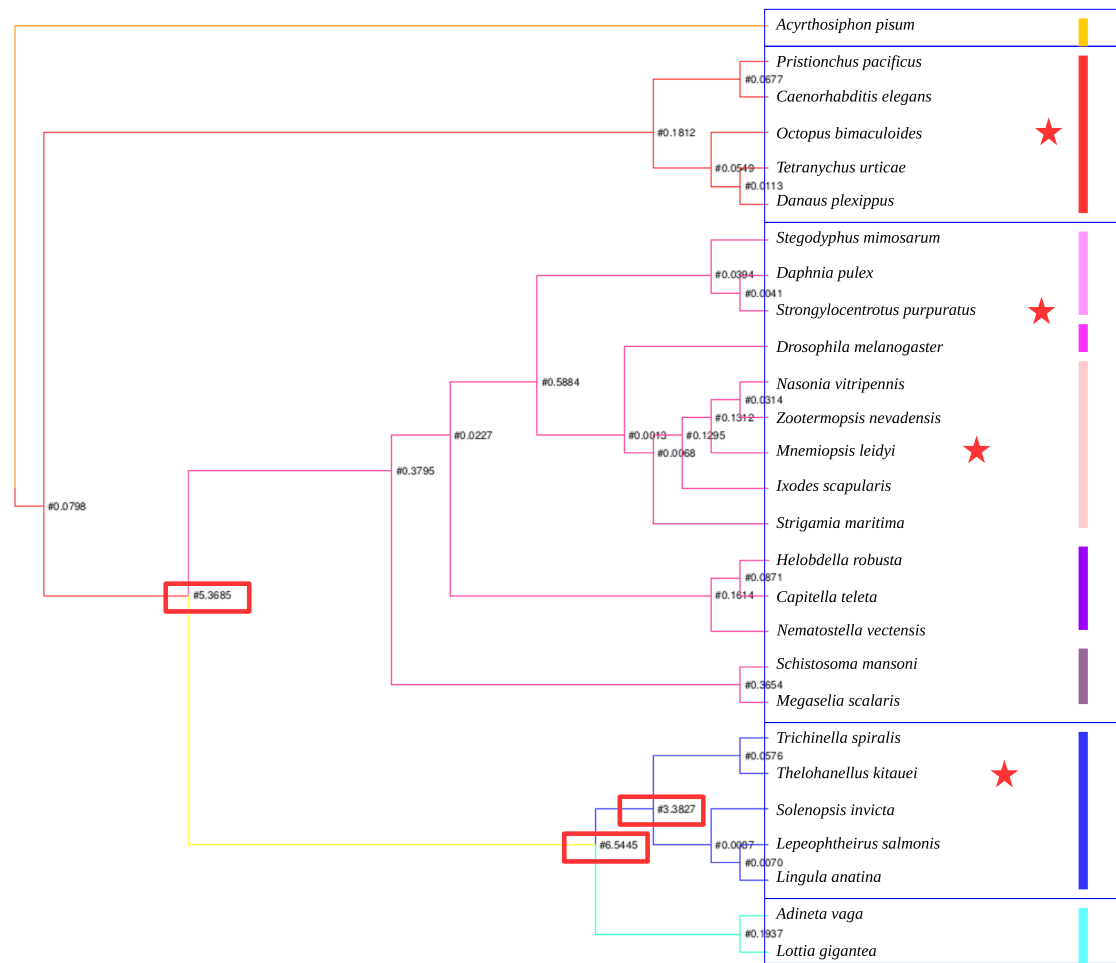 Acyrthosiphon pisum
Pristionchus pacificus
#0.0677
Caenorhabditis elegans
#0.1812
Octopus bimaculoides
#0.0549
Tetranychus urticae
#0.0113
Danaus plexippus
Stegodyphus mimosarum
#0.0394
Daphnia pulex
#0.0041
Strongylocentrotus purpuratus
Drosophila melanogaster
#0.5884
Nasonia vitripennis
#0.0314
#0.1312
Zootermopsis nevadensis
#0.0227
#0.0013
#0.1295
#0.0068
Mnemiopsis leidyi
#0.3795
Ixodes scapularis
#0.0798
Strigamia maritima
Helobdella robusta
#0.0871
#5.3685
#0.1614
Capitella teleta
Nematostella vectensis
Schistosoma mansoni
#0.3654
Megaselia scalaris
Trichinella spiralis
#0.0576
Thelohanellus kitauei
#3.3827
Solenopsis invicta
#6.5445
#0.0087
Lepeophtheirus salmonis
#0.0070
Lingula anatina
Adineta vaga
#0.1937
Lottia gigantea